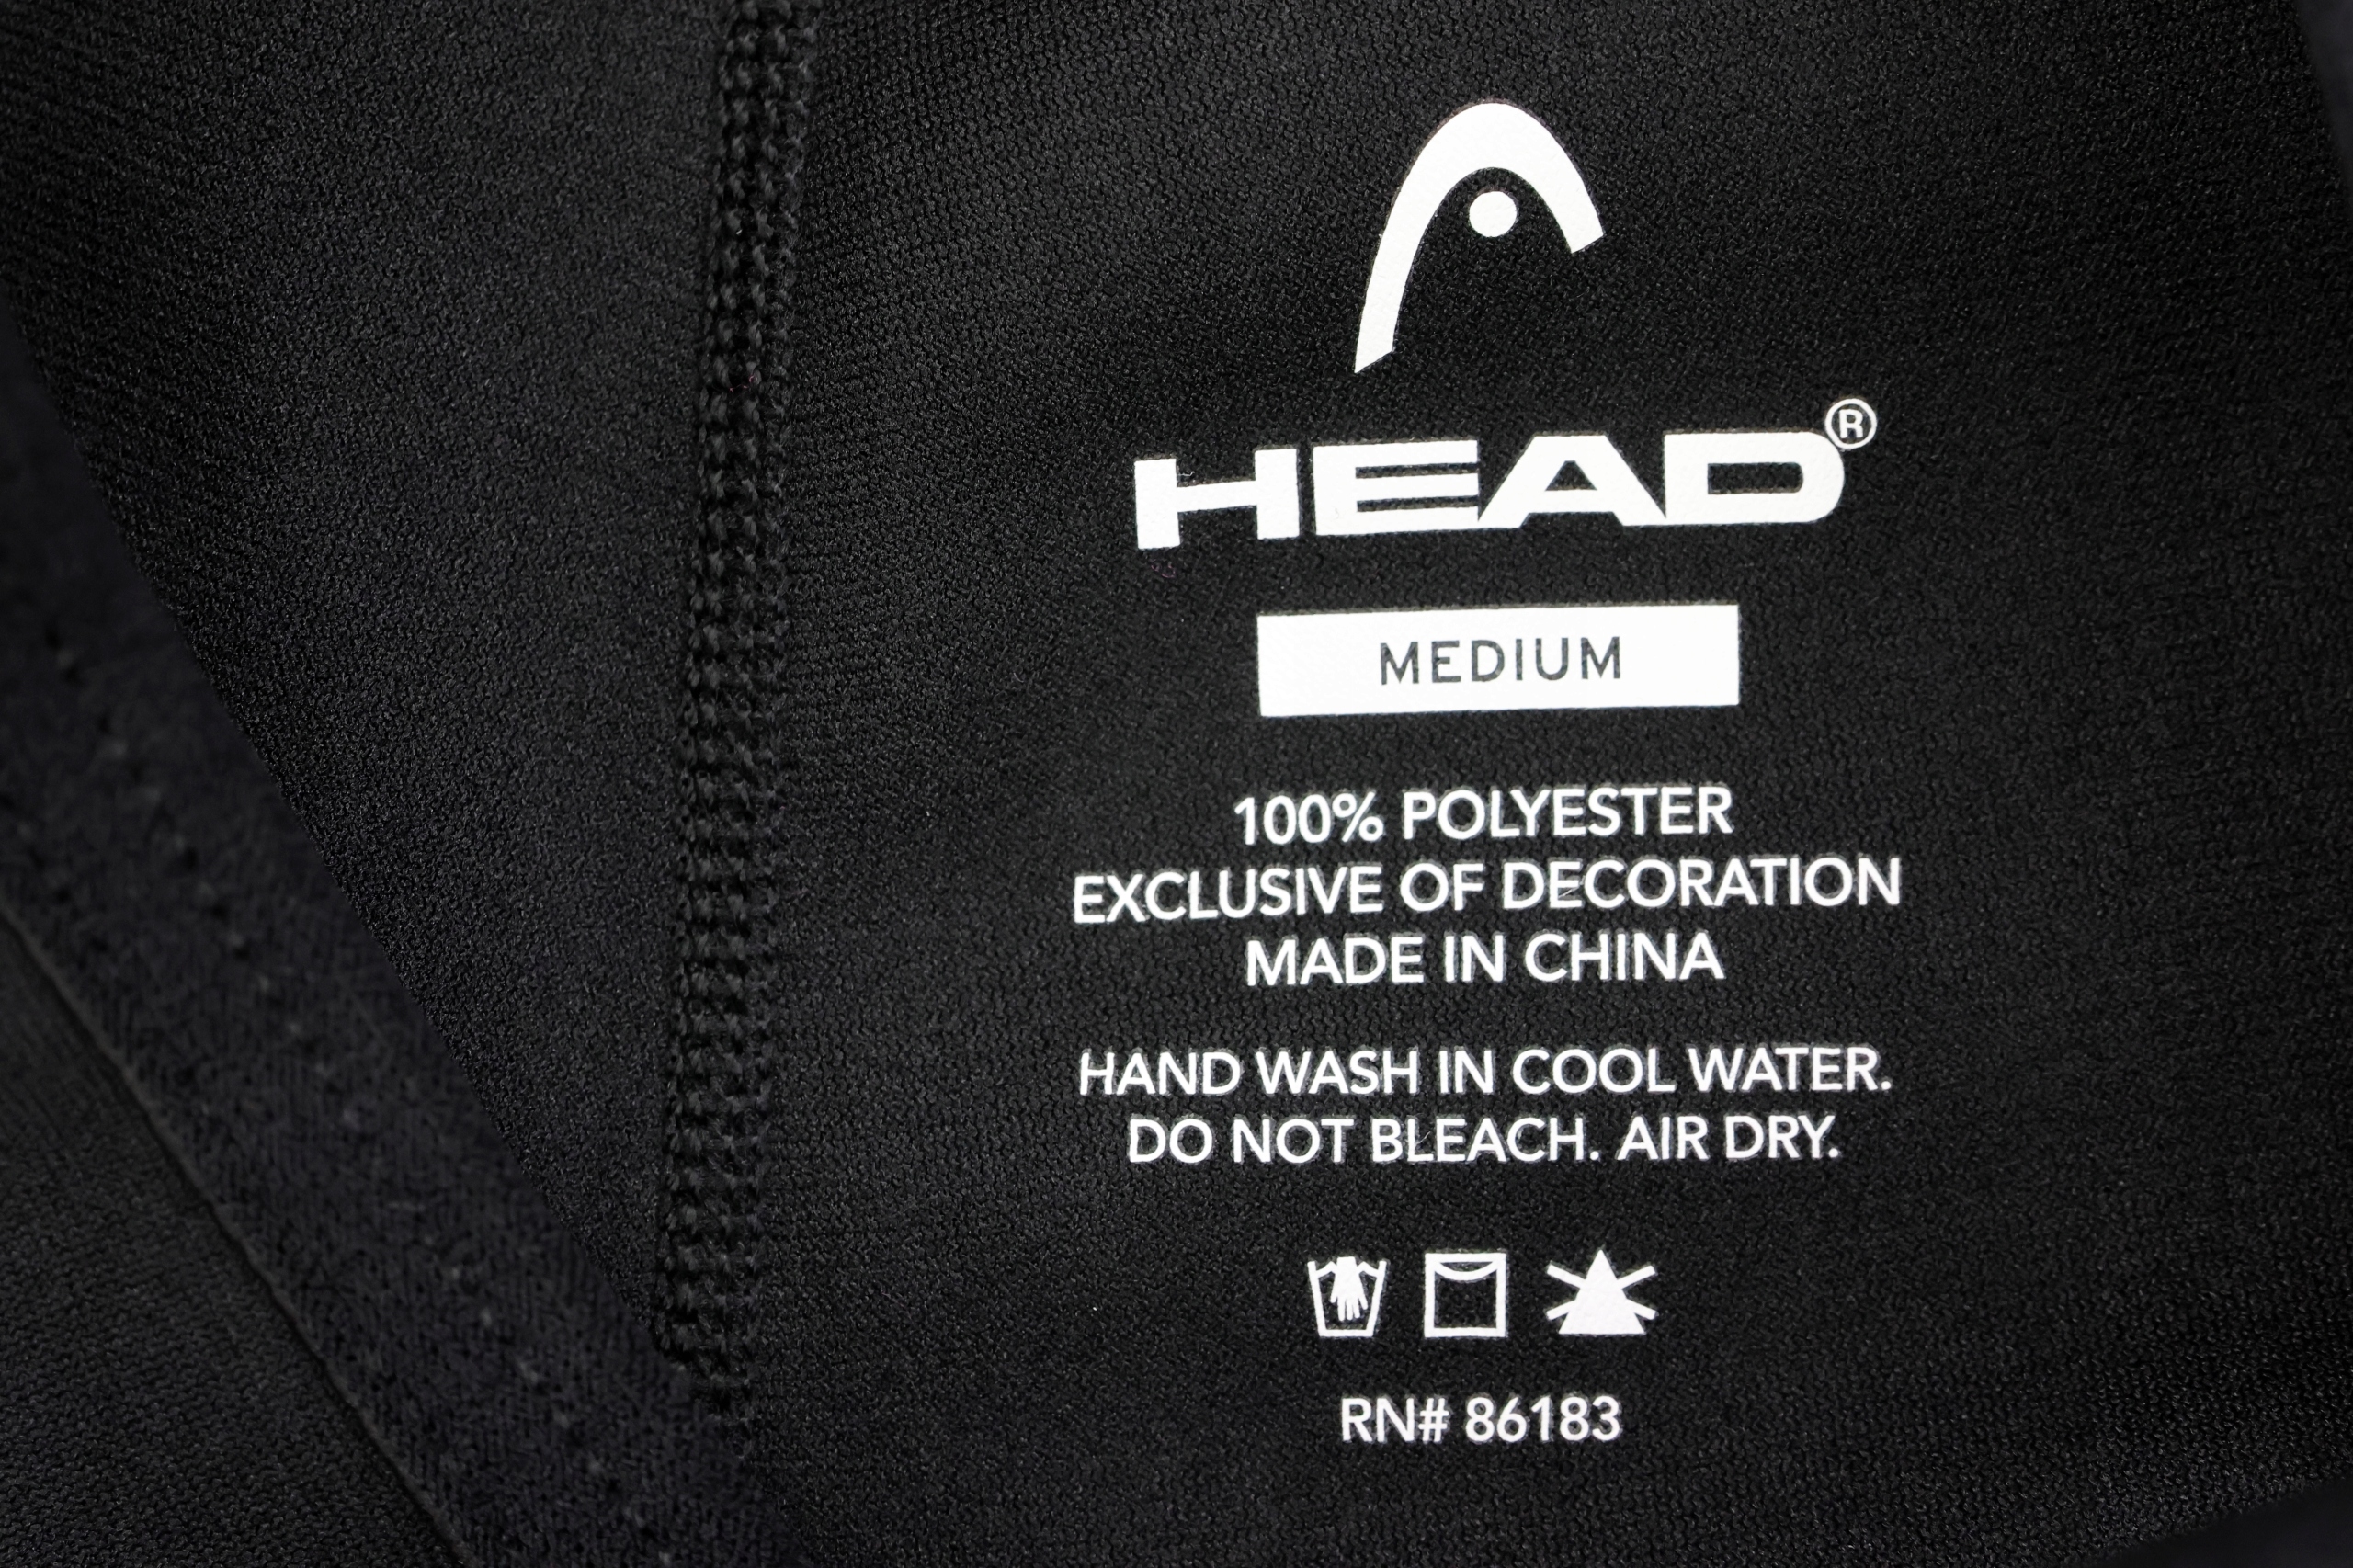 HEAD®
MEDIUM
100% POLYESTER
EXCLUSIVE OF DECORATION
MADE IN CHINA
HAND WASH IN COOL WATER.
DO NOT BLEACH. AIR DRY.
RN# 86183